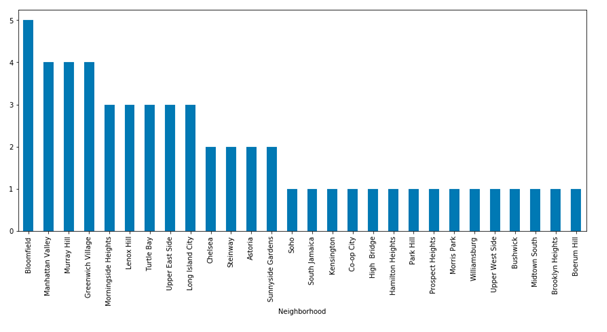 5
4
3
2
1
0
Bloomfield
Manhattan Valley
Murray Hill
Greenwich Village
Morningside Heights
Lenox Hill
Turtle Bay
Upper East Side
Long Island City
Chelsea
Steinway
Astoria
Sunnyside Gardens
Soho
South Jamaica
Kensington
Co-op City
High  Bridge
Hamilton Heights
Park Hill
Prospect Heights
Morris Park
Williamsburg
Upper West Side
Bushwick
Midtown South
Brooklyn Heights
Boerum Hill
Neighborhood